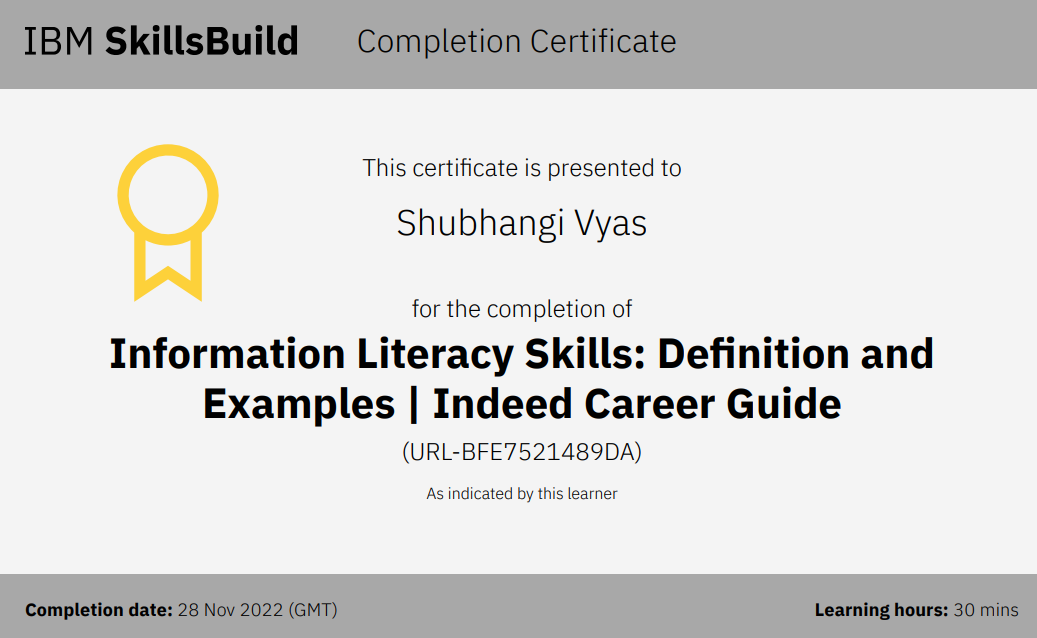 IBM SkillsBuild Completion Certificate
This certificate is presented to
Shubhangi Vyas
for the completion of
Information Literacy Skills: Definition and
Examples | Indeed Career Guide
(URL-BFE7521489DA)
As indicated by this learner
Completion date: 28 Nov 2022 (GMT) Learning hours: 30 mins